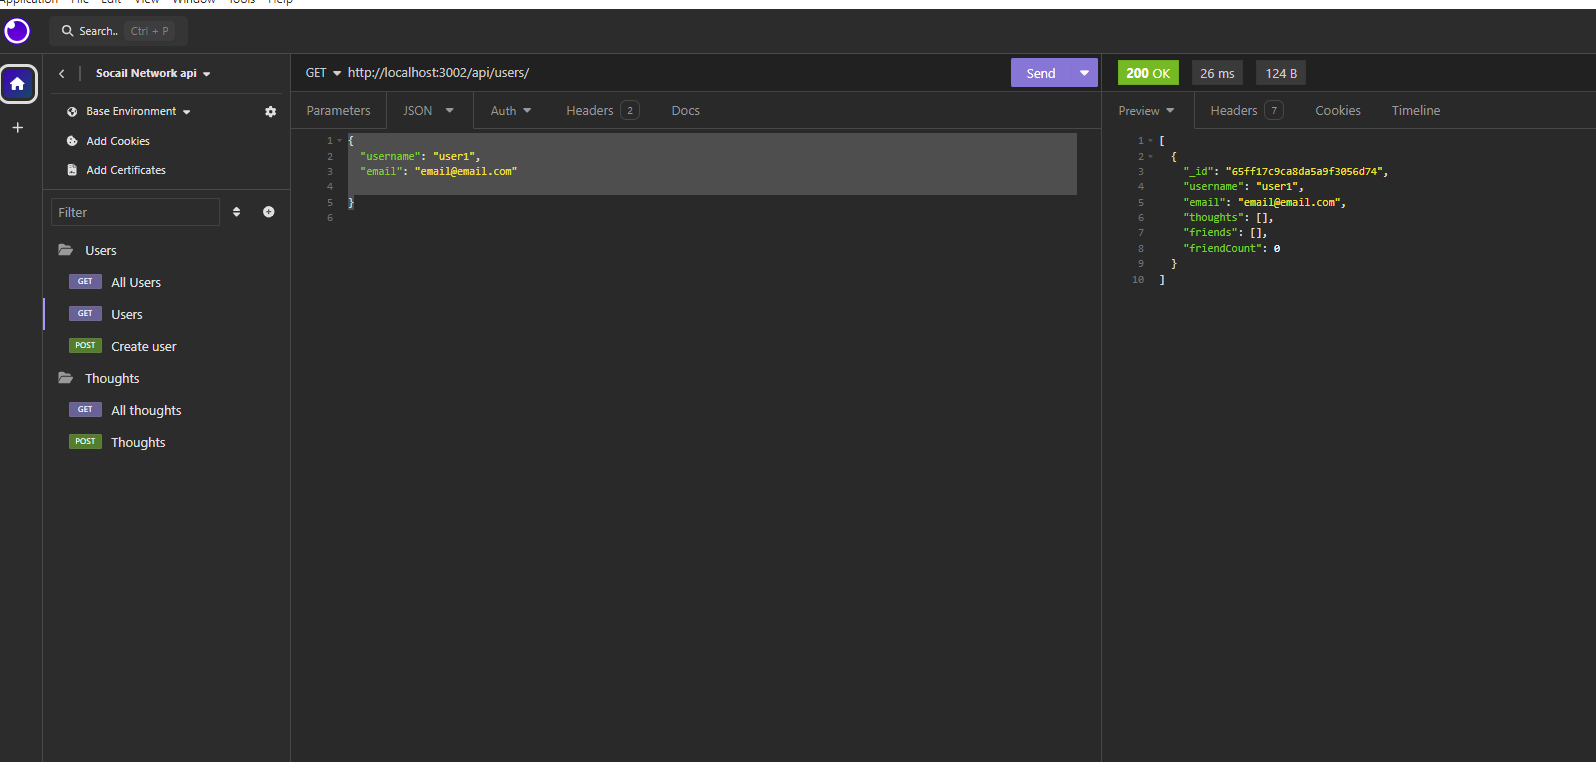 Application File Edit View Window Tools Help
Search.. Ctrl + P
Socail Network api
Base Environment
Add Cookies
Add Certificates
Filter
Users
GET All Users
GET Users
POST Create user
Thoughts
GET All thoughts
POST Thoughts
GET http://localhost:3002/api/users/ Send
Parameters JSON Auth Headers 2 Docs
1 {
2 "username": "user1",
3 "email": "email@email.com"
4
5 }
6
200 OK 26 ms 124 B
Preview Headers 7 Cookies Timeline
1 [
2 {
3 "_id": "65ff17c9ca8da5a9f3056d74",
4 "username": "user1",
5 "email": "email@email.com",
6 "thoughts": [],
7 "friends": [],
8 "friendCount": 0
9 }
10 ]